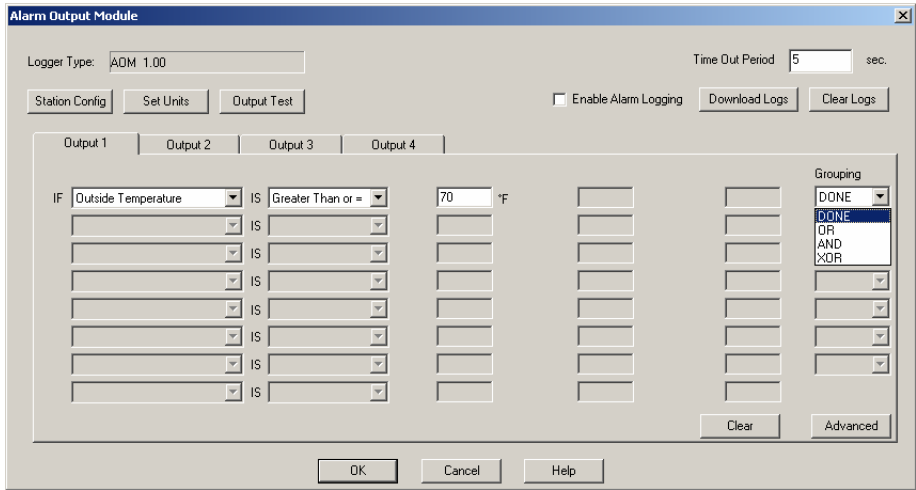 Alarm Output Module
Logger Type: AOM 1.00
Time Out Period 5 sec.
Station Config Set Units Output Test
Enable Alarm Logging Download Logs Clear Logs
Output 1 Output 2 Output 3 Output 4
Grouping
IF Outside Temperature IS Greater Than or = 70 °F DONE
DONE
IS
OR
IS
AND
XOR
IS
IS
IS
IS
IS
Clear Advanced
OK Cancel Help